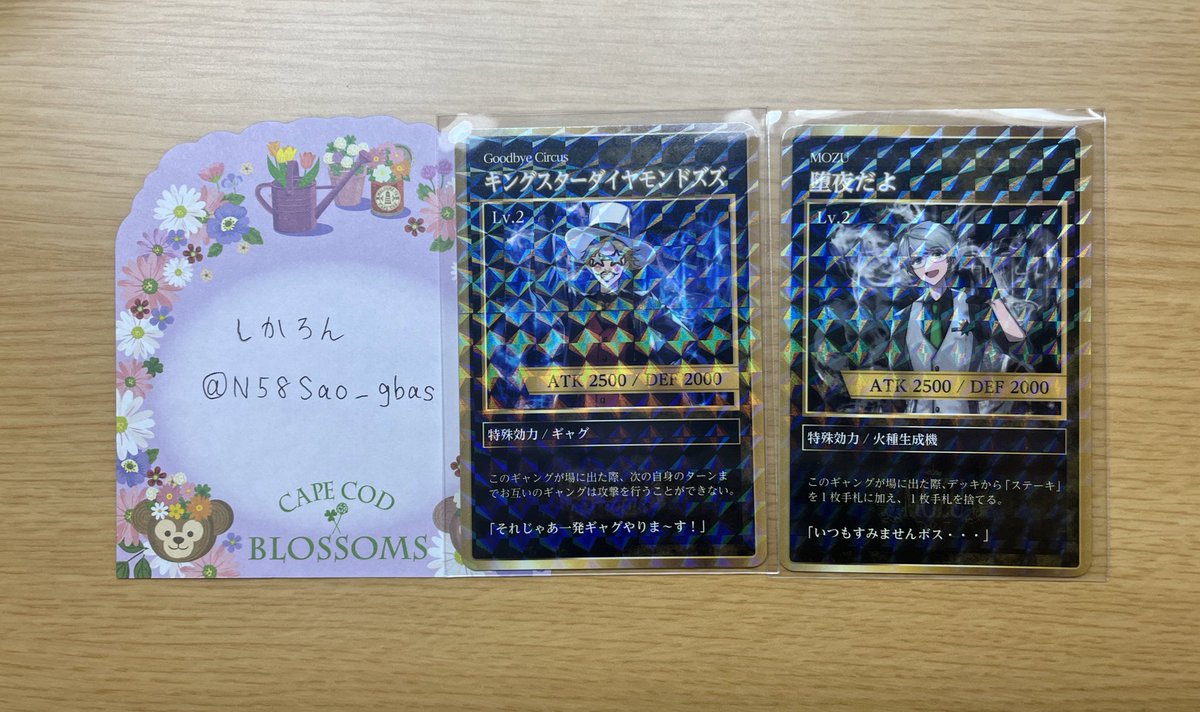 しかろん
@N58Sao_gbas
CAPE COD
BLOSSOMS
Goodbye Circus
キングスターダイヤモンドズズ
Lv.2
ATK 2500 / DEF 2000
特殊効力 / ギャグ
このギャングが場に出た際、次の自身のターンま
でお互いのギャングは攻撃を行うことができない。
「それじゃあ一発ギャグやりま～す！」
MOZU
堕夜だよ
Lv.2
ATK 2500 / DEF 2000
特殊効力 / 火種生成機
このギャングが場に出た際、デッキから「ステーキ」
を1枚手札に加え、1枚手札を捨てる。
「いつもすみませんボス・・・」